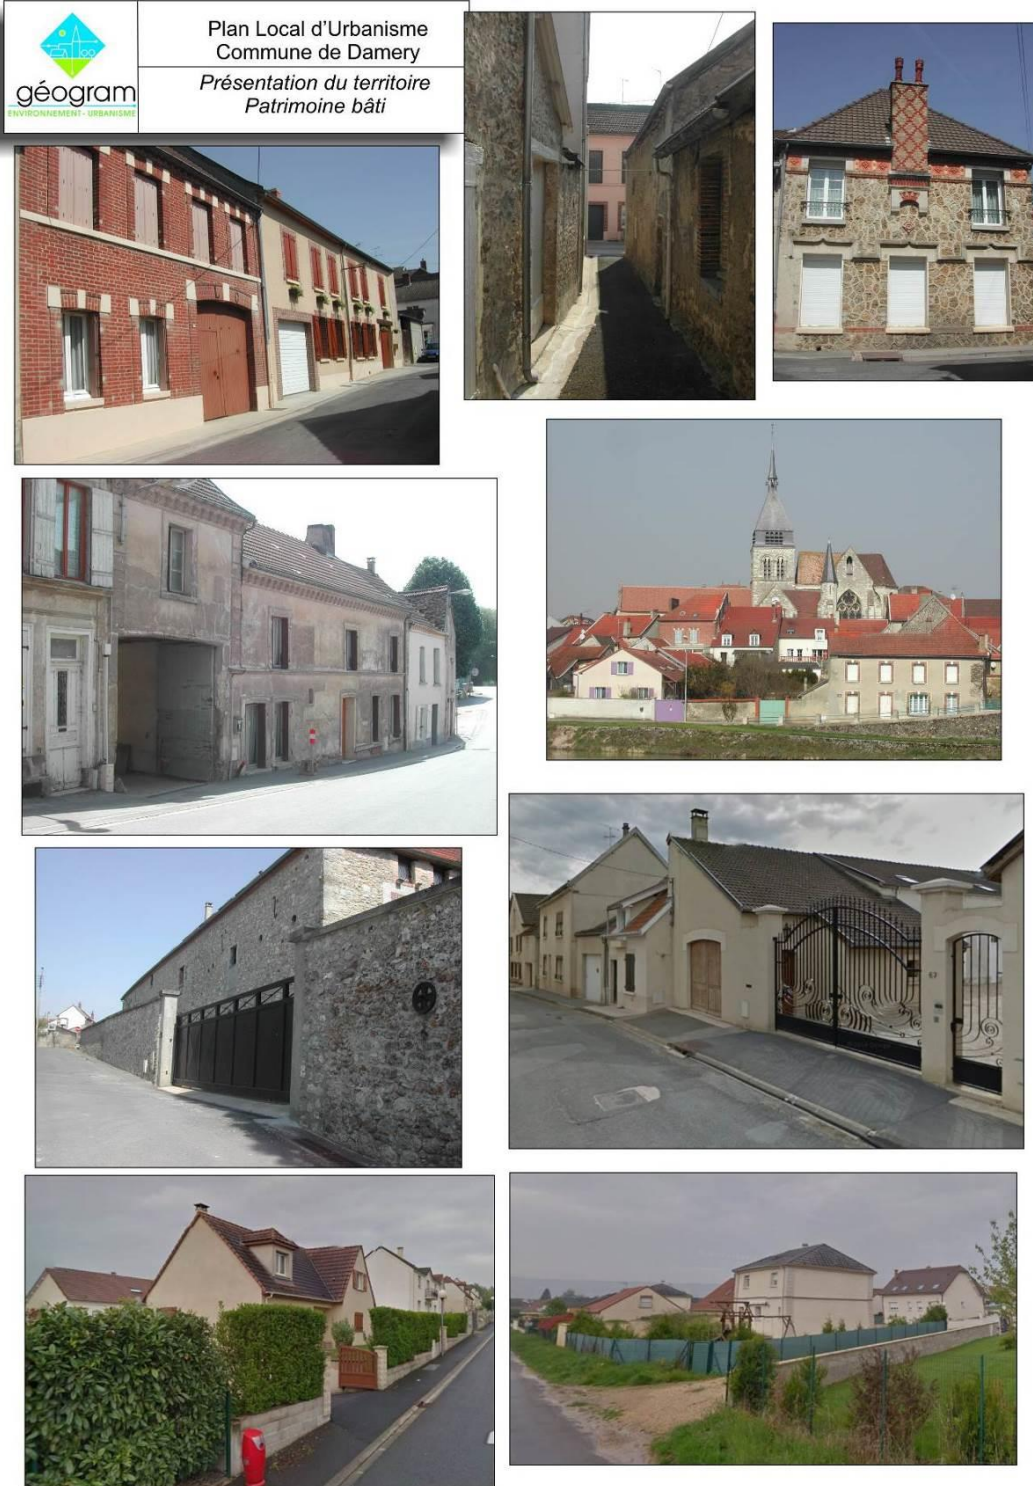 géogram
ENVIRONNEMENT - URBANISME
Plan Local d'Urbanisme
Commune de Damery
Présentation du territoire
Patrimoine bâti